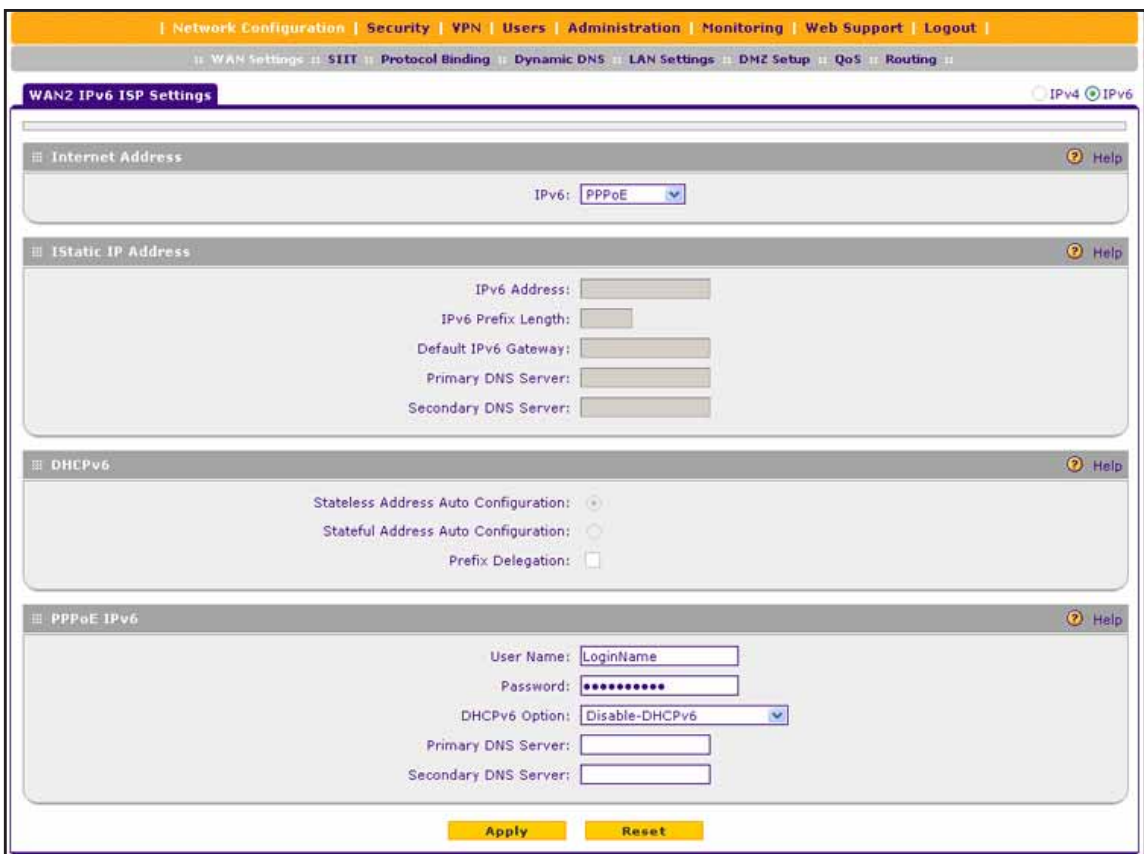 | Network Configuration | Security | VPN | Users | Administration | Monitoring | Web Support | Logout |
:: WAN Settings :: SIIT :: Protocol Binding :: Dynamic DNS :: LAN Settings :: DMZ Setup :: QoS :: Routing ::
WAN2 IPv6 ISP Settings
IPv4 IPv6
Internet Address
? Help
IPv6: PPPoE
IStatic IP Address
? Help
IPv6 Address:
IPv6 Prefix Length:
Default IPv6 Gateway:
Primary DNS Server:
Secondary DNS Server:
DHCPv6
? Help
Stateless Address Auto Configuration:
Stateful Address Auto Configuration:
Prefix Delegation:
PPPoE IPv6
? Help
User Name: LoginName
Password: ••••••••••
DHCPv6 Option: Disable-DHCPv6
Primary DNS Server:
Secondary DNS Server:
Apply Reset